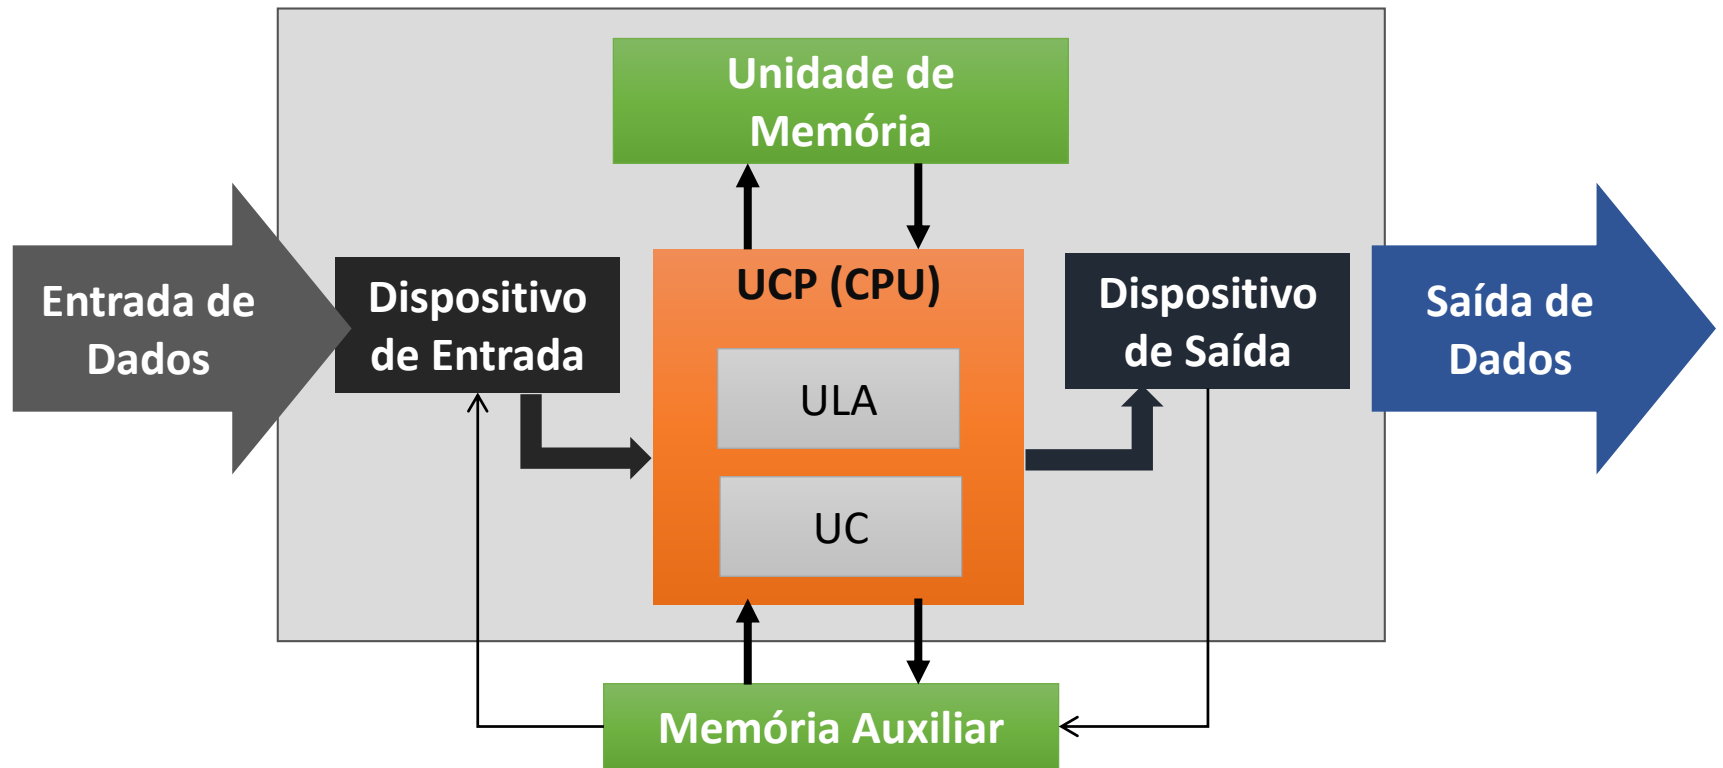 Unidade de
Memória
Entrada de
Dados
Dispositivo
de Entrada
UCP (CPU)
ULA
UC
Dispositivo
de Saída
Saída de
Dados
Memória Auxiliar